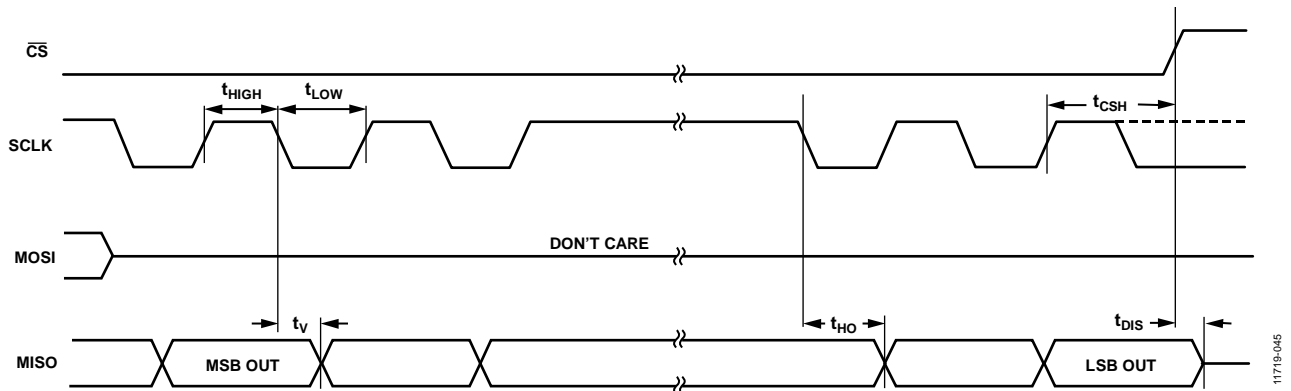 CS
tHIGH
tLOW
tCSH
SCLK
MOSI
DON'T CARE
tV
tHO
tDIS
MISO
MSB OUT
LSB OUT
11719-045